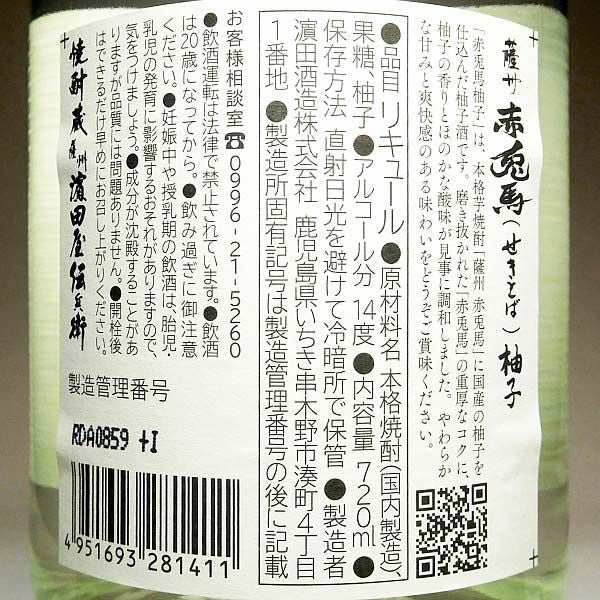 薩州 赤兎馬（せきとば）柚子
「赤兎馬柚子」は、本格芋焼酎「薩州 赤兎馬」に国産の柚子を
仕込んだ柚子酒です。磨き抜かれた「赤兎馬」の重厚なコクに、
柚子の香りとほのかな酸味が見事に調和しました。やわらか
な甘みと爽快感のある味わいをどうぞご賞味ください。
●品目 リキュール ●原材料名 本格焼酎（国内製造）、
果糖、柚子 ●アルコール分 14度 ●内容量 720ml ●
保存方法 直射日光を避けて冷暗所で保管 ●製造者
濵田酒造株式会社 鹿児島県いちき串木野市湊町4丁目
1番地 ●製造所固有記号は製造管理番号の後に記載
お客様相談室☎0996-21-5260
●飲酒運転は法律で禁止されています。●飲酒
は20歳になってから。●飲み過ぎに御注意
ください。●妊娠中や授乳期の飲酒は、胎児・
乳児の発育に影響するおそれがありますので、
気をつけましょう。●成分が沈殿することがあ
りますが品質には問題ありません。●開栓後
はできるだけ早めにお召し上がりください。
焼酎蔵 薩州 濵田屋伝兵衛
製造管理番号
RDA0859 +I
4 951693 281411